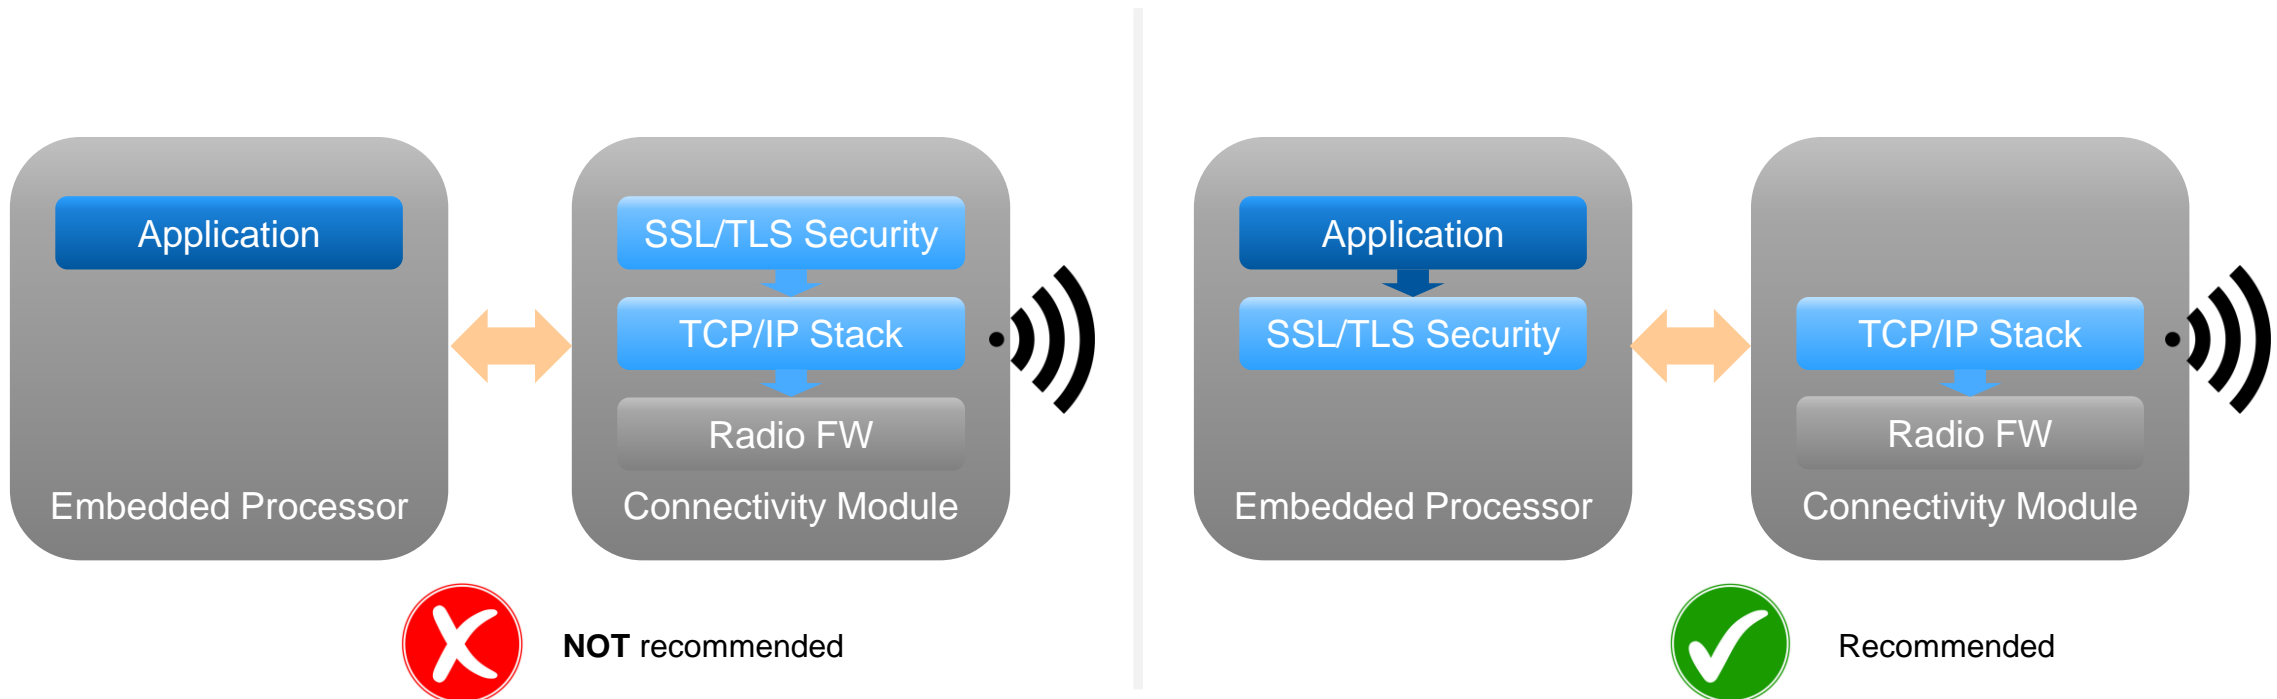 Application
Embedded Processor
SSL/TLS Security
TCP/IP Stack
Radio FW
Connectivity Module
NOT recommended
Application
SSL/TLS Security
Embedded Processor
TCP/IP Stack
Radio FW
Connectivity Module
Recommended